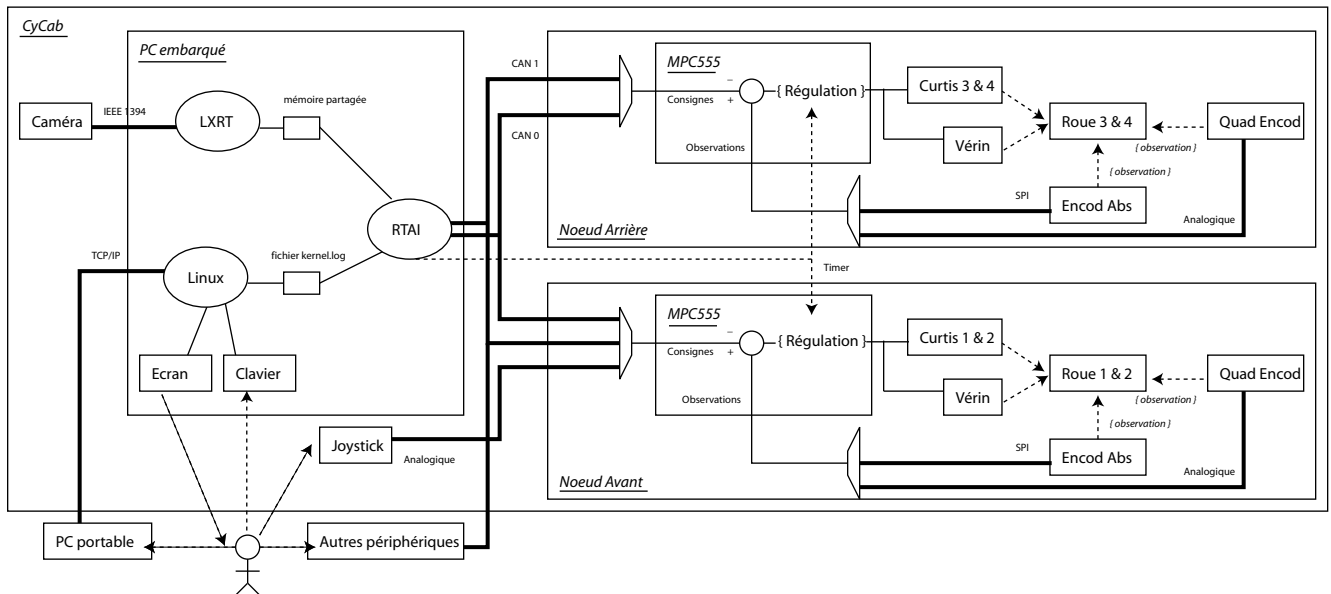 CyCab
PC embarqué
Caméra
IEEE 1394
LXRT
mémoire partagée
RTAI
TCP/IP
Linux
fichier kernel.log
Ecran
Clavier
Joystick
Analogique
PC portable
Autres périphériques
CAN 1
CAN 0
Timer
MPC555
Consignes
–
+
{ Régulation }
Observations
Curtis 3 & 4
Vérin
Roue 3 & 4
Quad Encod
{ observation }
{ observation }
SPI
Encod Abs
Analogique
Noeud Arrière
MPC555
Consignes
–
+
{ Régulation }
Observations
Curtis 1 & 2
Vérin
Roue 1 & 2
Quad Encod
{ observation }
{ observation }
SPI
Encod Abs
Analogique
Noeud Avant